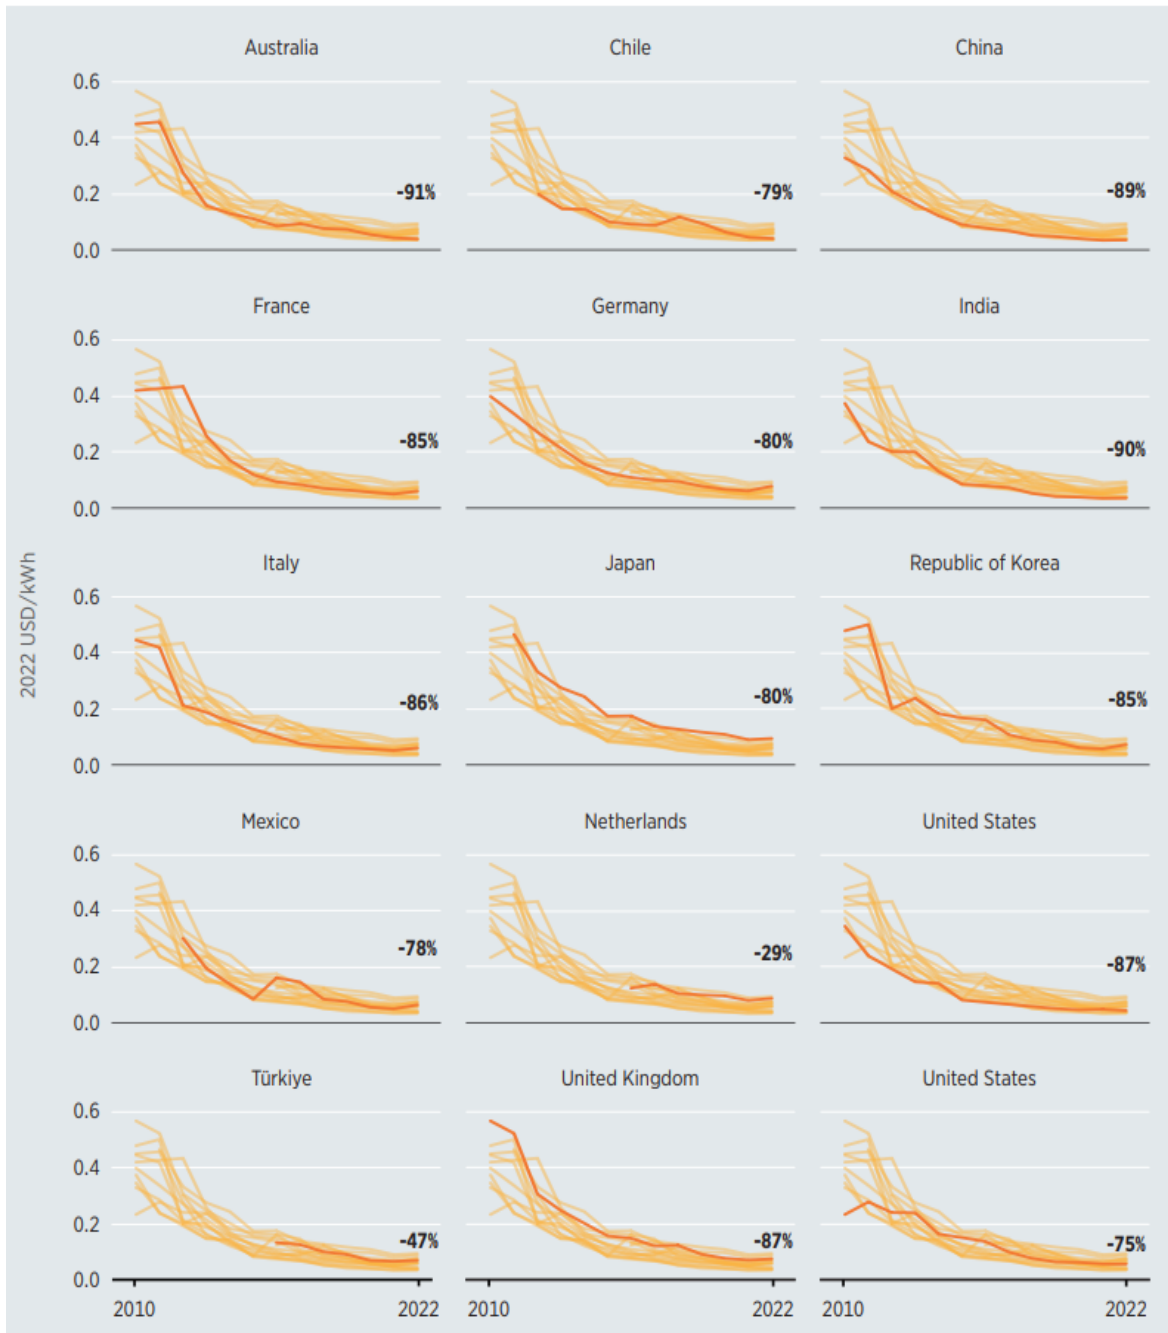 Australia Chile China
0.6
0.4
0.2
0.0
-91% -79% -89%
France Germany India
0.6
0.4
0.2
0.0
-85% -80% -90%
2022 USD/kWh
Italy Japan Republic of Korea
0.6
0.4
0.2
0.0
-86% -80% -85%
Mexico Netherlands United States
0.6
0.4
0.2
0.0
-78% -29% -87%
Türkiye United Kingdom United States
0.6
0.4
0.2
0.0
-47% -87% -75%
2010 2022 2010 2022 2010 2022